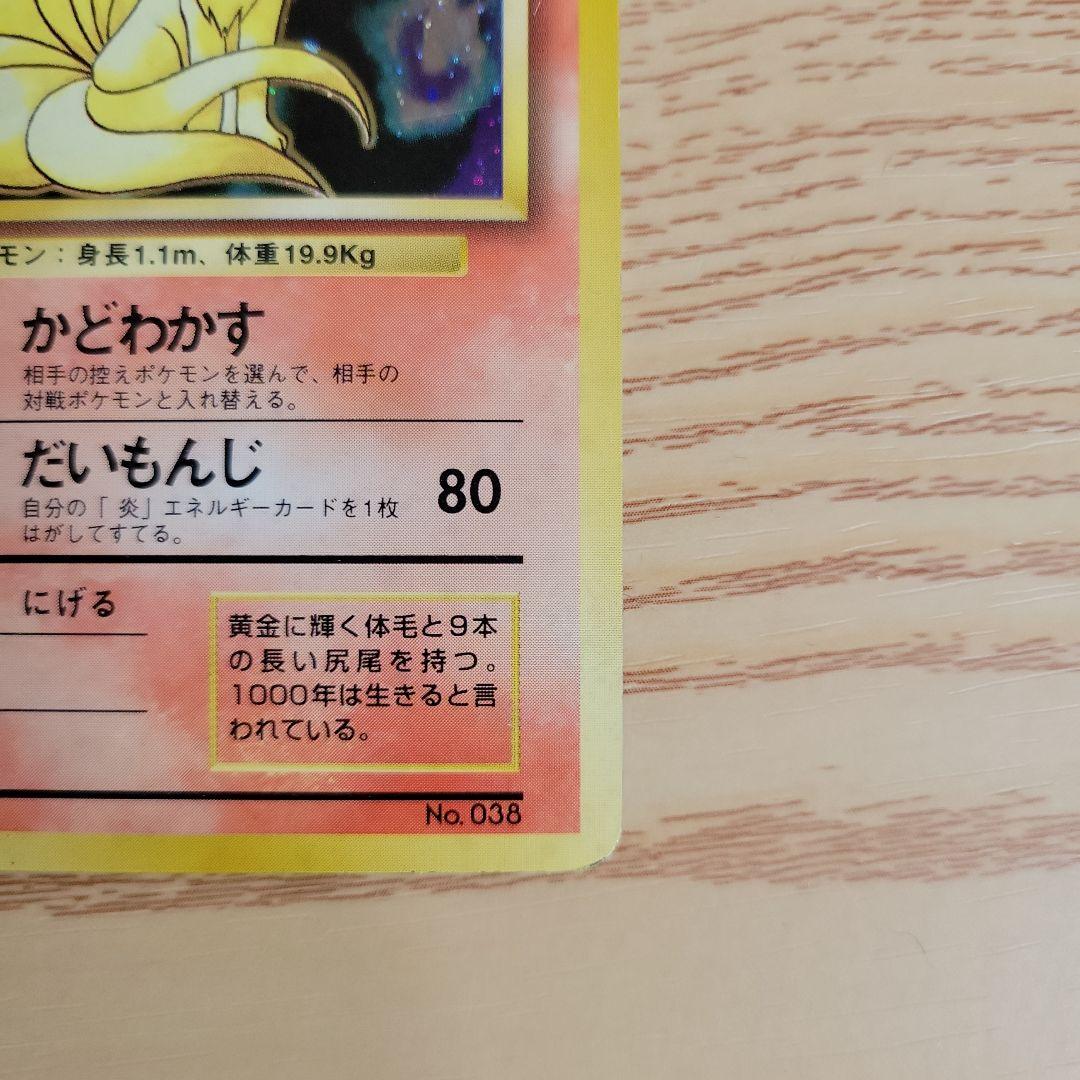 モン：身長1.1m、体重19.9Kg
かどわかす
相手の控えポケモンを選んで、相手の
対戦ポケモンと入れ替える。
だいもんじ
80
自分の「炎」エネルギーカードを1枚
はがしてすてる。
にげる
黄金に輝く体毛と9本
の長い尻尾を持つ。
1000年は生きると言
われている。
No. 038